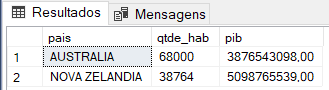 Resultados Mensagens
pais qtde_hab pib
1 AUSTRALIA 68000 3876543098,00
2 NOVA ZELANDIA 38764 5098765539,00